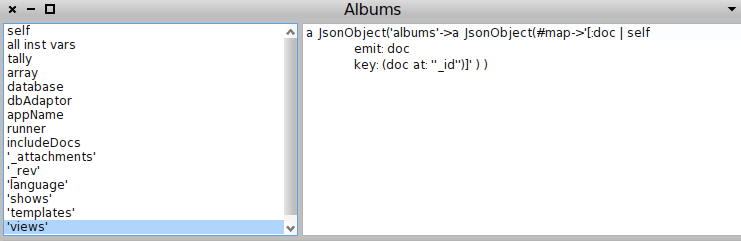 Albums
self
all inst vars
tally
array
database
dbAdaptor
appName
runner
includeDocs
'_attachments'
'_rev'
'language'
'shows'
'templates'
'views'
a JsonObject('albums'->a JsonObject(#map->'[:doc | self
emit: doc
key: (doc at: ''_id'')]' ) )